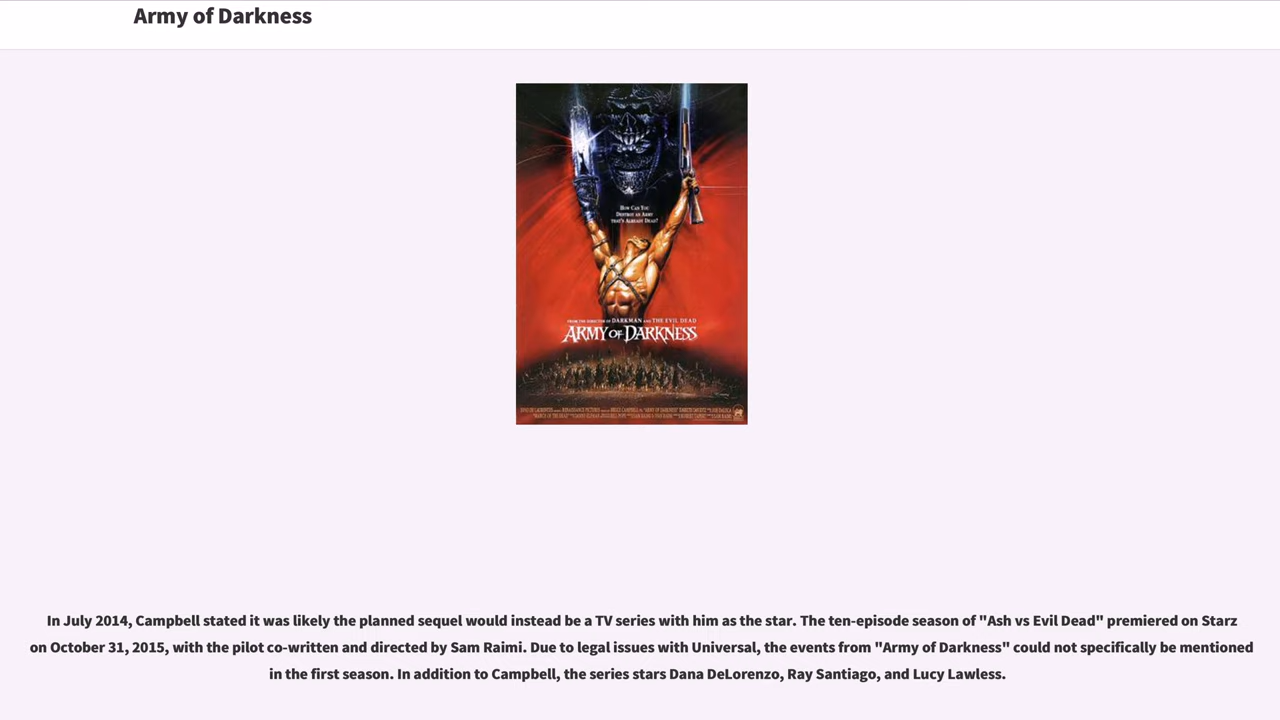 Army of Darkness
How Can You
Destroy an Army
that's Already Dead?
FROM THE DIRECTOR OF DARKMAN AND THE EVIL DEAD
ARMY OF DARKNESS
In July 2014, Campbell stated it was likely the planned sequel would instead be a TV series with him as the star. The ten-episode season of "Ash vs Evil Dead" premiered on Starz
on October 31, 2015, with the pilot co-written and directed by Sam Raimi. Due to legal issues with Universal, the events from "Army of Darkness" could not specifically be mentioned
in the first season. In addition to Campbell, the series stars Dana DeLorenzo, Ray Santiago, and Lucy Lawless.